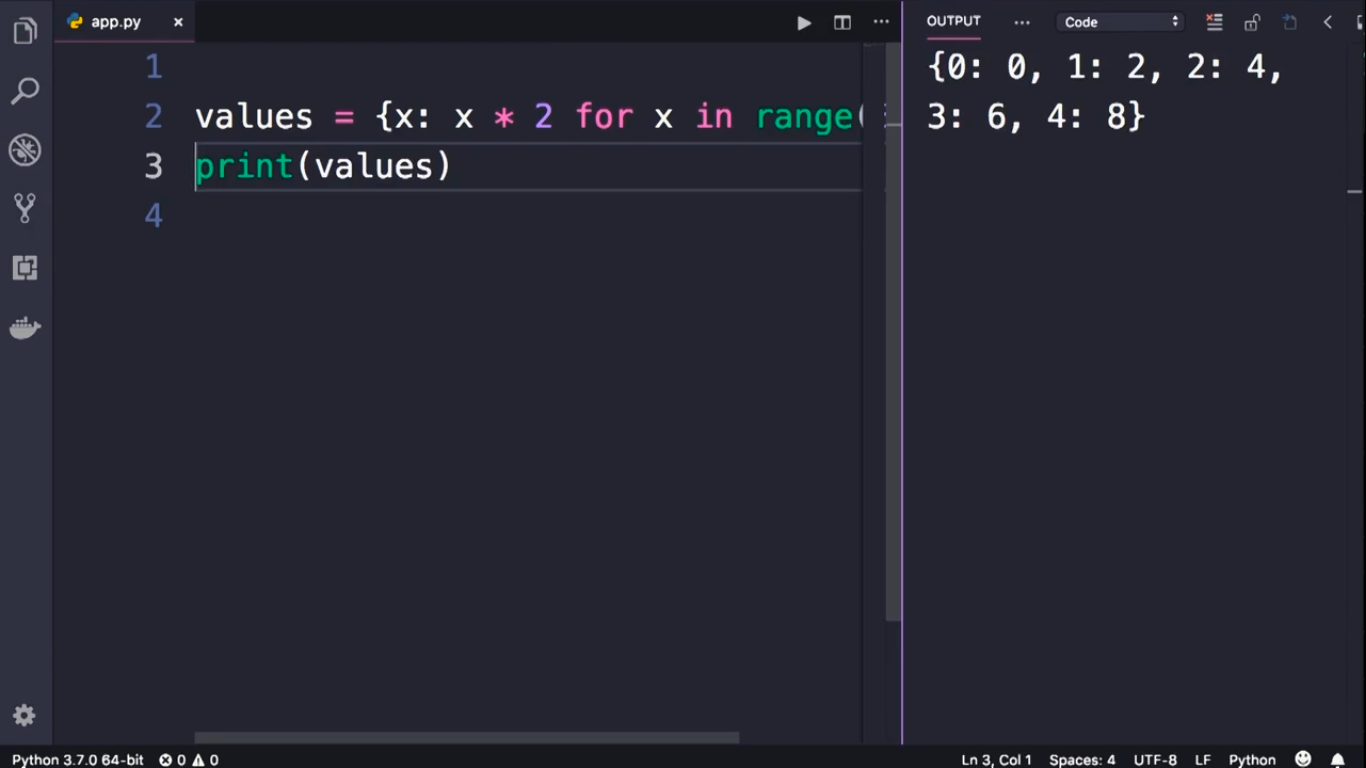 app.py
OUTPUT
Code
1
2 values = {x: x * 2 for x in range(
3 print(values)
4
{0: 0, 1: 2, 2: 4,
3: 6, 4: 8}
Python 3.7.0 64-bit 0 0 Ln 3, Col 1 Spaces: 4 UTF-8 LF Python